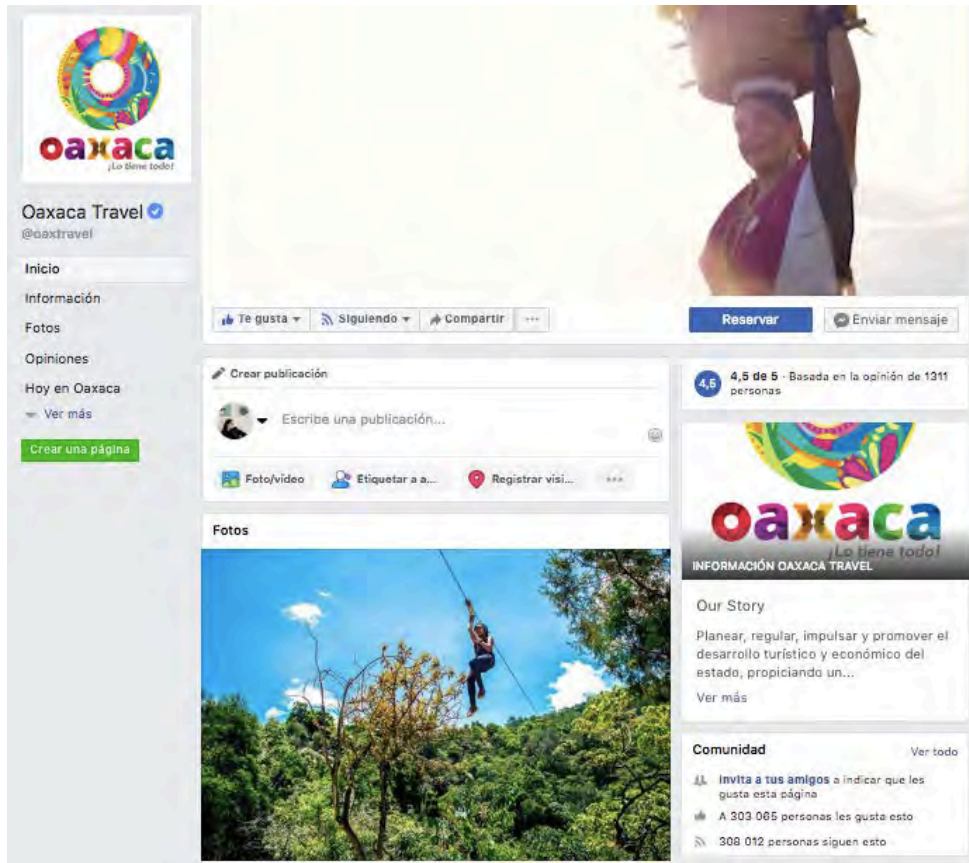 oaxaca
¡Lo tiene todo!
Oaxaca Travel
@oaxtravel
Inicio
Información
Fotos
Opiniones
Hoy en Oaxaca
Ver más
Crear una página
Te gusta
Siguiendo
Compartir
...
Reservar
Enviar mensaje
Crear publicación
Escribe una publicación...
Foto/video
Etiquetar a a...
Registrar visi...
...
Fotos
4,5
4,5 de 5 · Basada en la opinión de 1311
personas
oaxaca
¡Lo tiene todo!
INFORMACIÓN OAXACA TRAVEL
Our Story
Planear, regular, impulsar y promover el
desarrollo turístico y económico del
estado, propiciando un...
Ver más
Comunidad
Ver todo
Invita a tus amigos a indicar que les
gusta esta página
A 303 065 personas les gusta esto
308 012 personas siguen esto